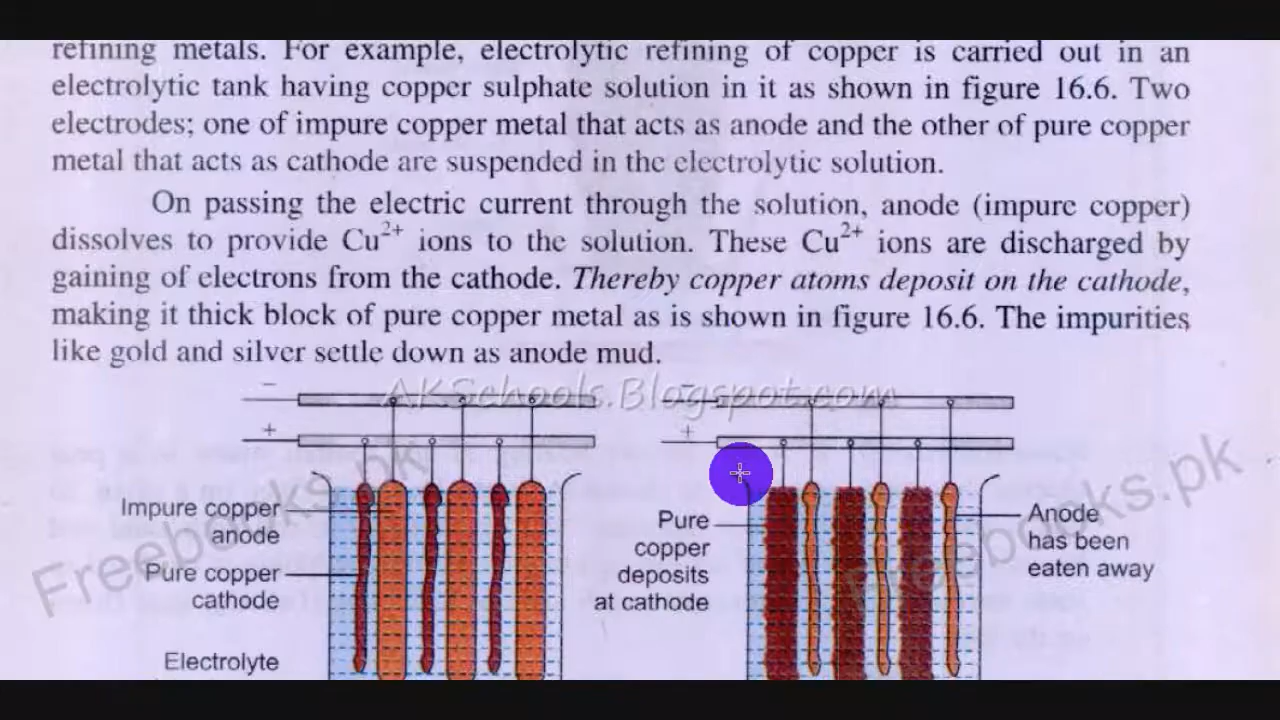 refining metals. For example, electrolytic refining of copper is carried out in an
electrolytic tank having copper sulphate solution in it as shown in figure 16.6. Two
electrodes; one of impure copper metal that acts as anode and the other of pure copper
metal that acts as cathode are suspended in the electrolytic solution.
On passing the electric current through the solution, anode (impure copper)
dissolves to provide Cu²⁺ ions to the solution. These Cu²⁺ ions are discharged by
gaining of electrons from the cathode. Thereby copper atoms deposit on the cathode,
making it thick block of pure copper metal as is shown in figure 16.6. The impurities
like gold and silver settle down as anode mud.
AKSchools.Blogspot.com
−
+
−
+
Freebooks.pk
Impure copper
anode
Pure copper
cathode
Electrolyte
Pure
copper
deposits
at cathode
Freebooks.pk
Anode
has been
eaten away